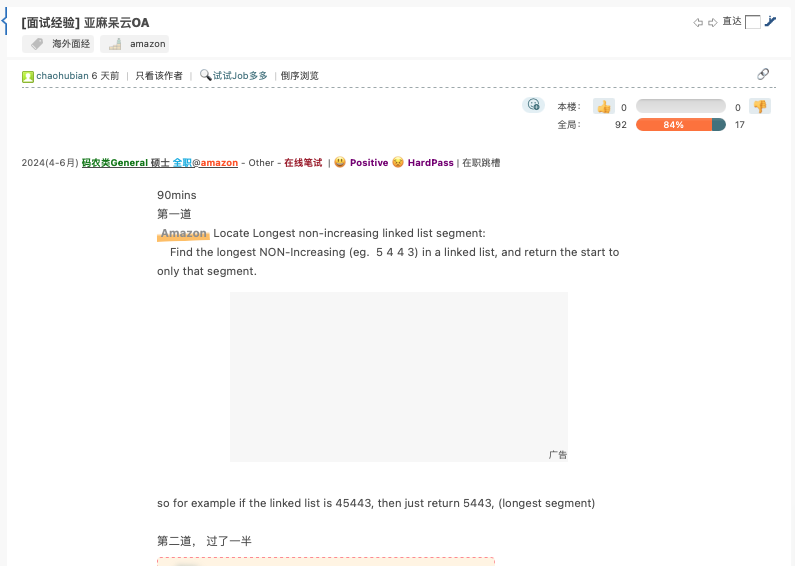 [面试经验] 亚麻呆云OA
直达
海外面经 amazon
chaohubian 6 天前 | 只看该作者 | 试试Job多多 | 倒序浏览
本楼： 0 0
全局： 92 84% 17
2024(4-6月) 码农类General 硕士 全职@amazon - Other - 在线笔试 | Positive HardPass | 在职跳槽
90mins
第一道
Amazon Locate Longest non-increasing linked list segment:
Find the longest NON-Increasing (eg. 5 4 4 3) in a linked list, and return the start to
only that segment.
广告
so for example if the linked list is 45443, then just return 5443, (longest segment)
第二道， 过了一半